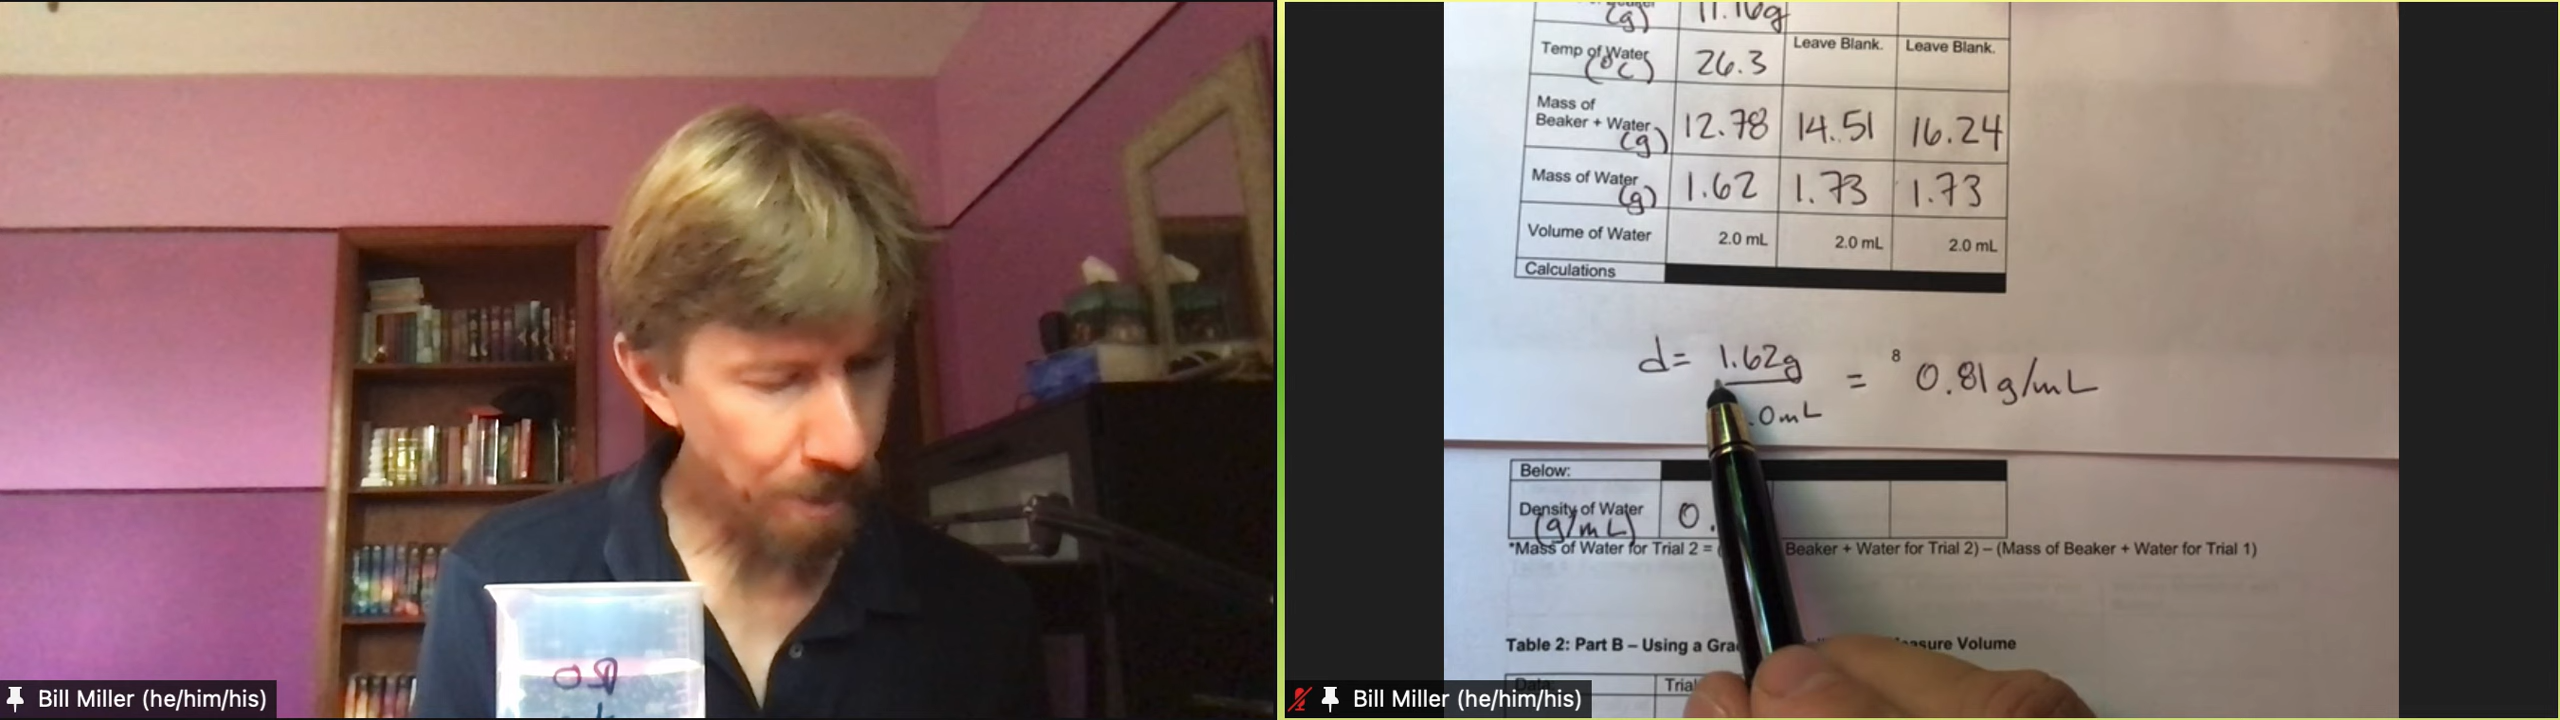 Bill Miller (he/him/his)
(g) 11.16g
Temp of Water (°C) 26.3 Leave Blank. Leave Blank.
Mass of
Beaker + Water (g) 12.78 14.51 16.24
Mass of Water (g) 1.62 1.73 1.73
Volume of Water 2.0 mL 2.0 mL 2.0 mL
Calculations
d= 1.62g
.0mL
= 8 0.81g/mL
Below:
Density of Water (g/mL) 0.
*Mass of Water for Trial 2 = Beaker + Water for Trial 2) – (Mass of Beaker + Water for Trial 1)
Table 2: Part B – Using a Measure Volume
Data: Trial
Bill Miller (he/him/his)